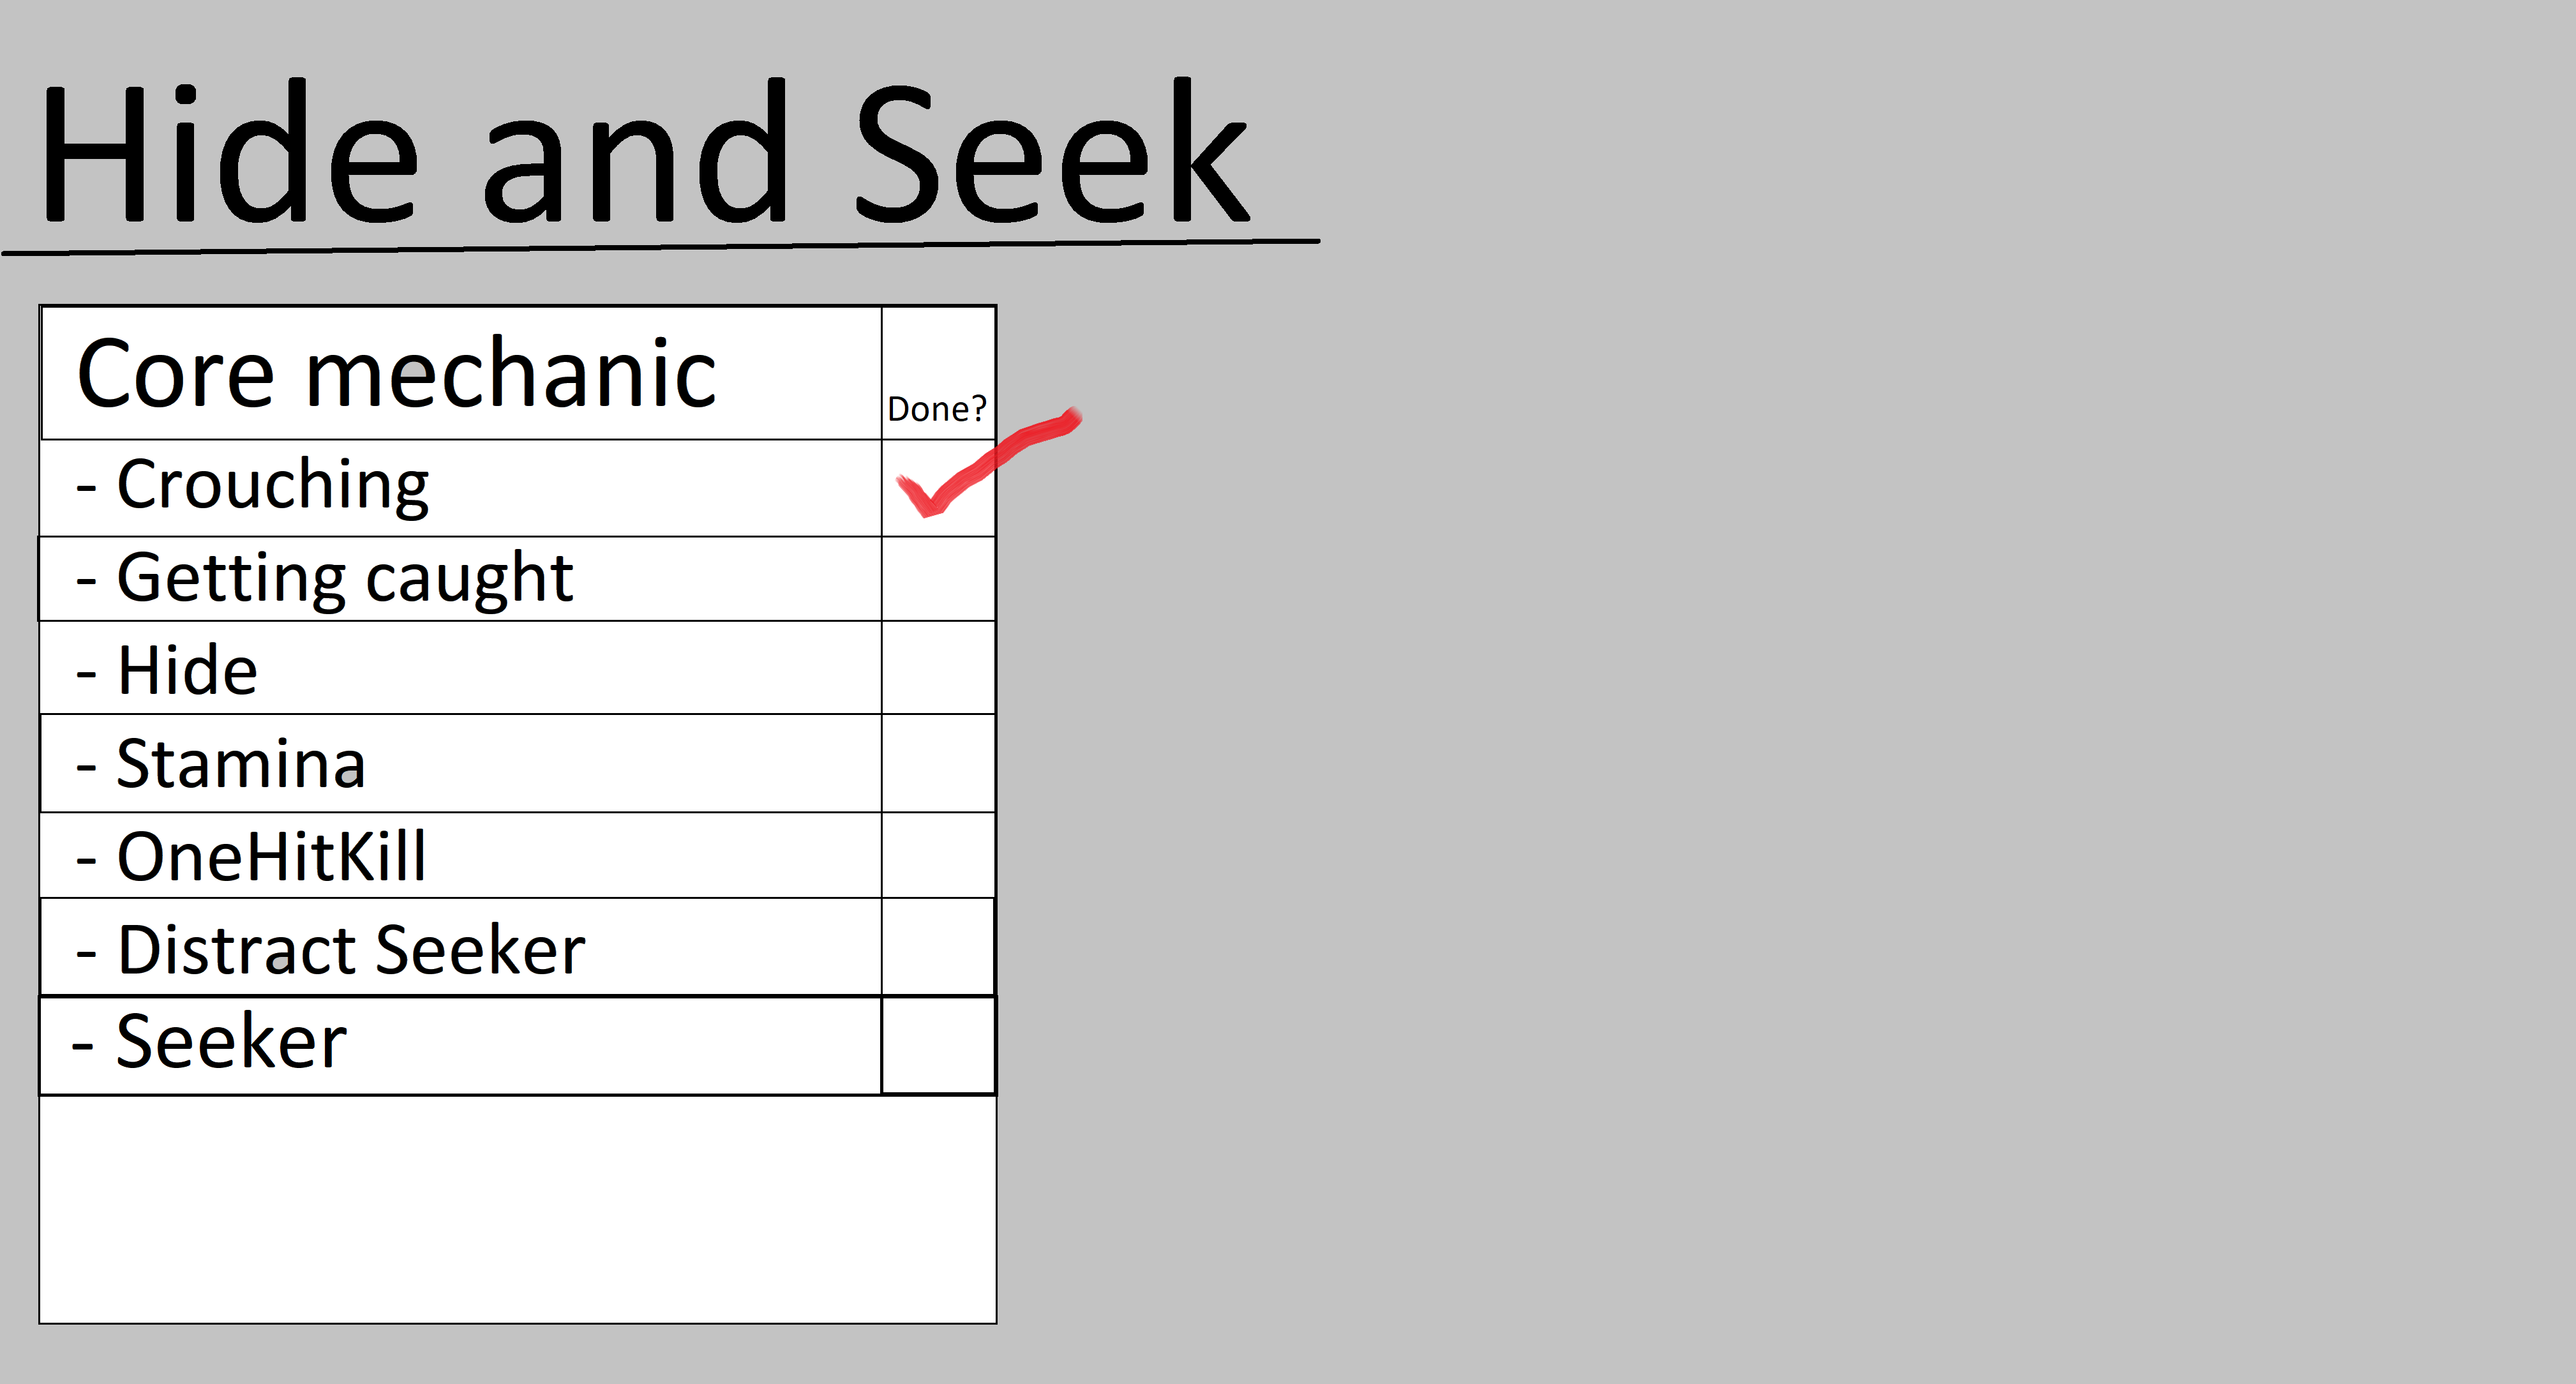 Hide and Seek
Core mechanic
Done?
- Crouching
- Getting caught
- Hide
- Stamina
- OneHitKill
- Distract Seeker
- Seeker